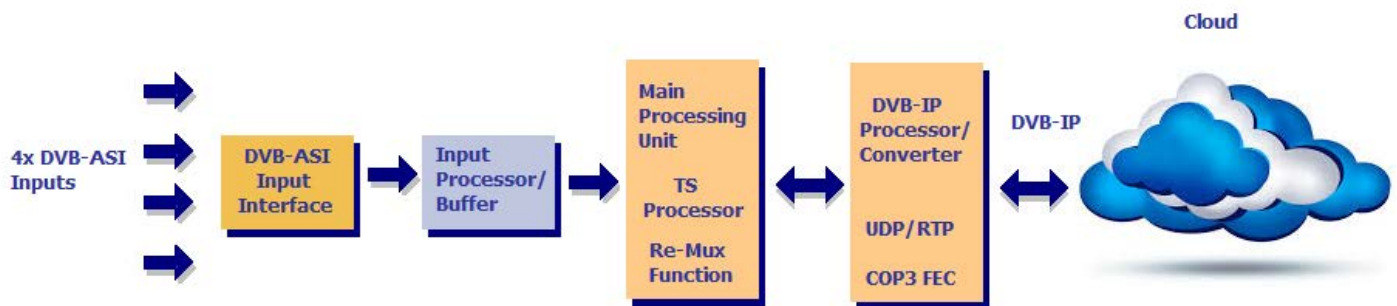 4x DVB-ASI
Inputs
DVB-ASI
Input
Interface
Input
Processor/
Buffer
Main
Processing
Unit
TS
Processor
Re-Mux
Function
DVB-IP
Processor/
Converter
UDP/RTP
COP3 FEC
DVB-IP
Cloud